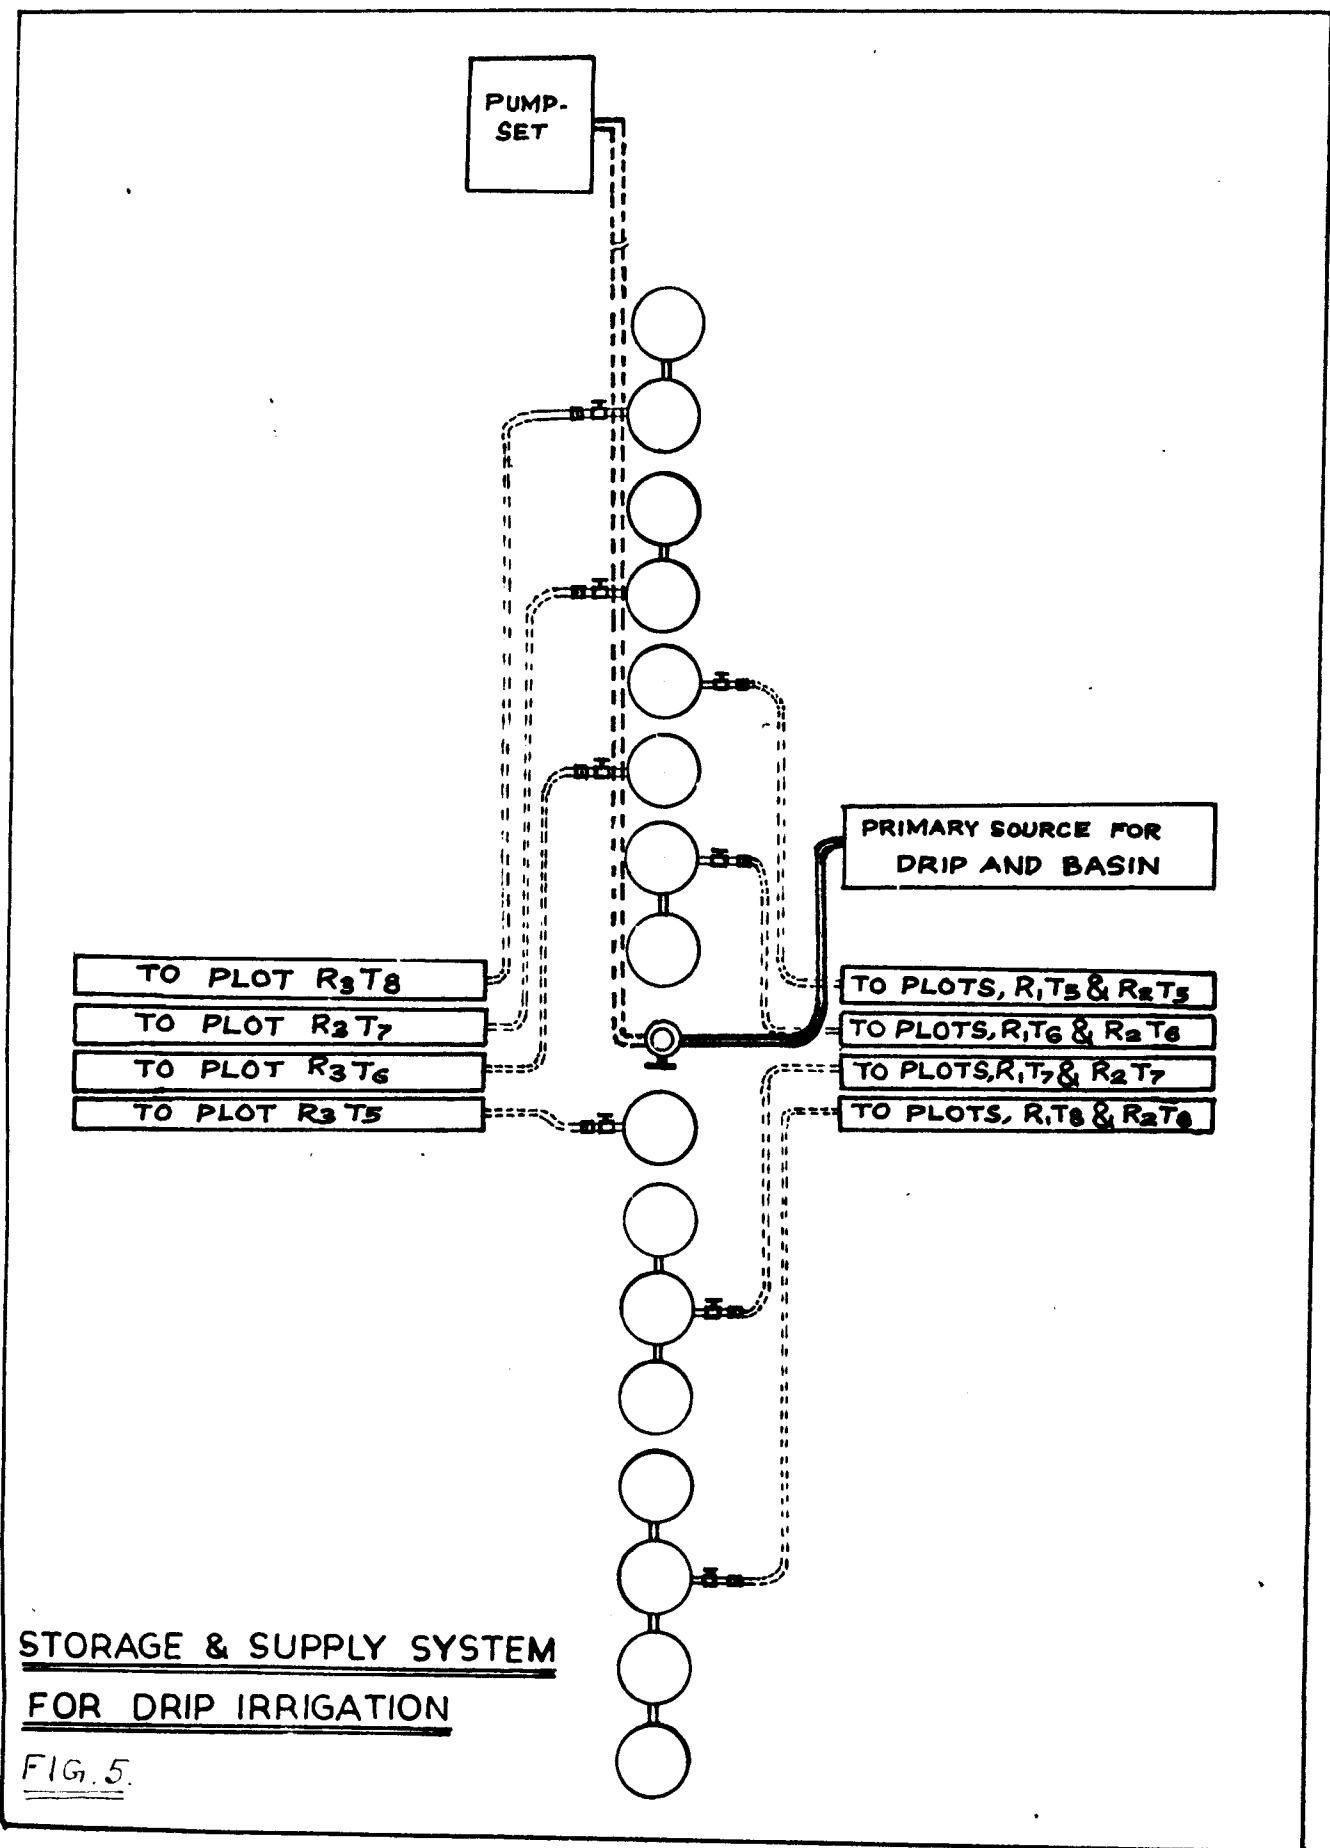 PUMP-
SET
PRIMARY SOURCE FOR
DRIP AND BASIN
TO PLOT R₃T₈
TO PLOT R₃T₇
TO PLOT R₃T₆
TO PLOT R₃T₅
TO PLOTS, R₁T₅ & R₂T₅
TO PLOTS, R₁T₆ & R₂T₆
TO PLOTS, R₁T₇ & R₂T₇
TO PLOTS, R₁T₈ & R₂T₈
STORAGE & SUPPLY SYSTEM
FOR DRIP IRRIGATION
FIG. 5.